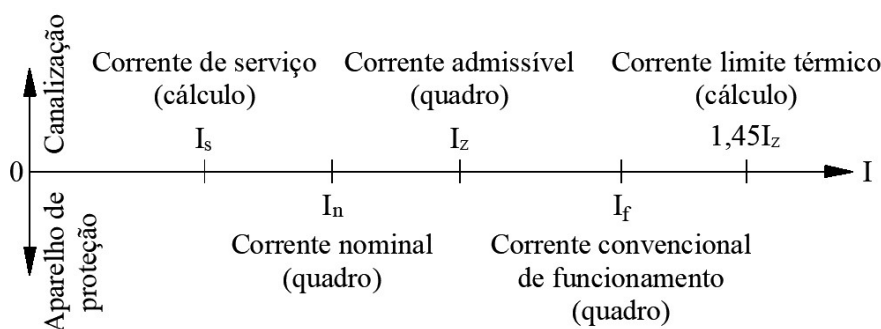 Canalização
Corrente de serviço
(cálculo)
Corrente admissível
(quadro)
Corrente limite térmico
(cálculo)
Is
Iz
1,45Iz
0
I
Aparelho de
proteção
In
If
Corrente nominal
(quadro)
Corrente convencional
de funcionamento
(quadro)